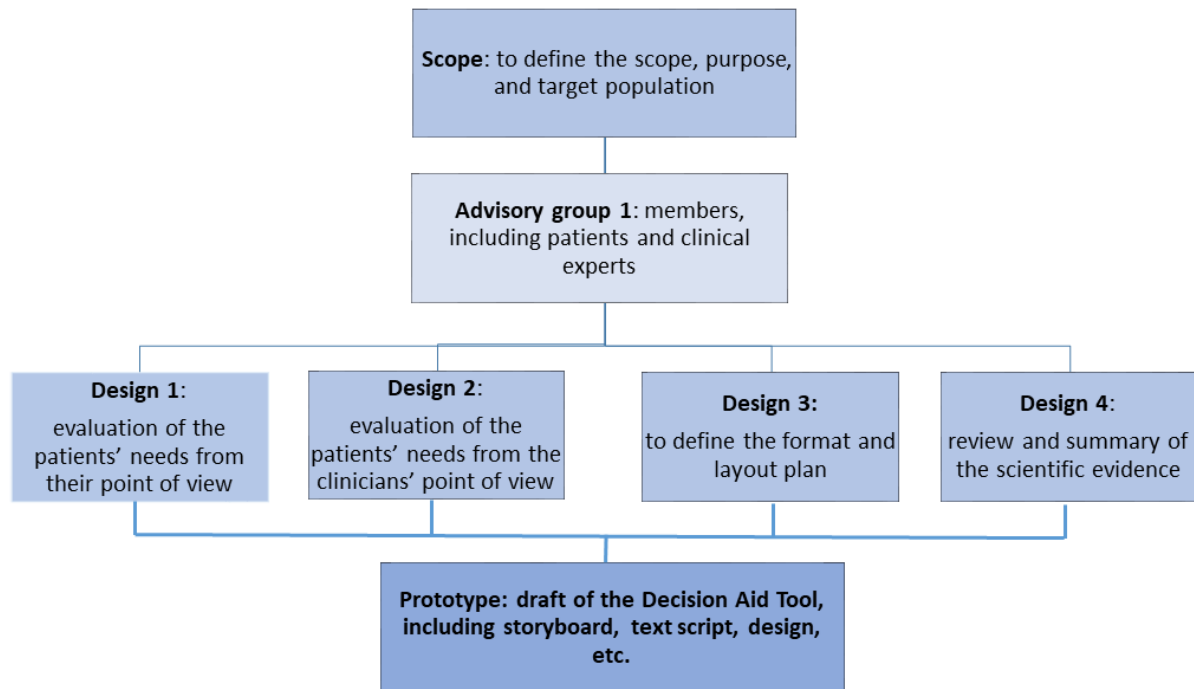 Scope: to define the scope, purpose,
and target population
Advisory group 1: members,
including patients and clinical
experts
Design 1:
evaluation of the
patients’ needs from
their point of view
Design 2:
evaluation of the
patients’ needs from the
clinicians’ point of view
Design 3:
to define the format and
layout plan
Design 4:
review and summary of
the scientific evidence
Prototype: draft of the Decision Aid Tool,
including storyboard, text script, design,
etc.